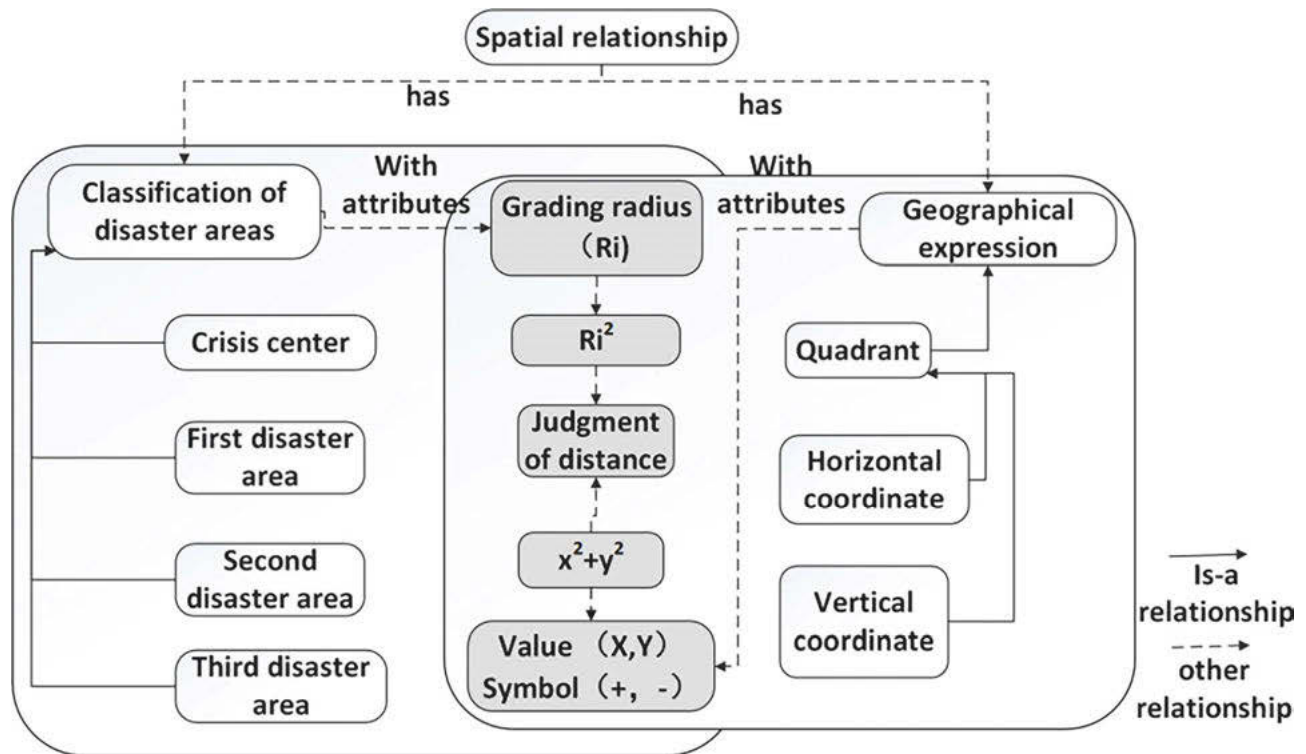 Spatial relationship
has
has
Classification of
disaster areas
With
attributes
Grading radius
（Ri)
With
attributes
Geographical
expression
Crisis center
Ri²
Quadrant
First disaster
area
Judgment
of distance
Horizontal
coordinate
Second
disaster area
x²+y²
Vertical
coordinate
Third disaster
area
Value （X,Y）
Symbol （+， -）
Is-a
relationship
other
relationship